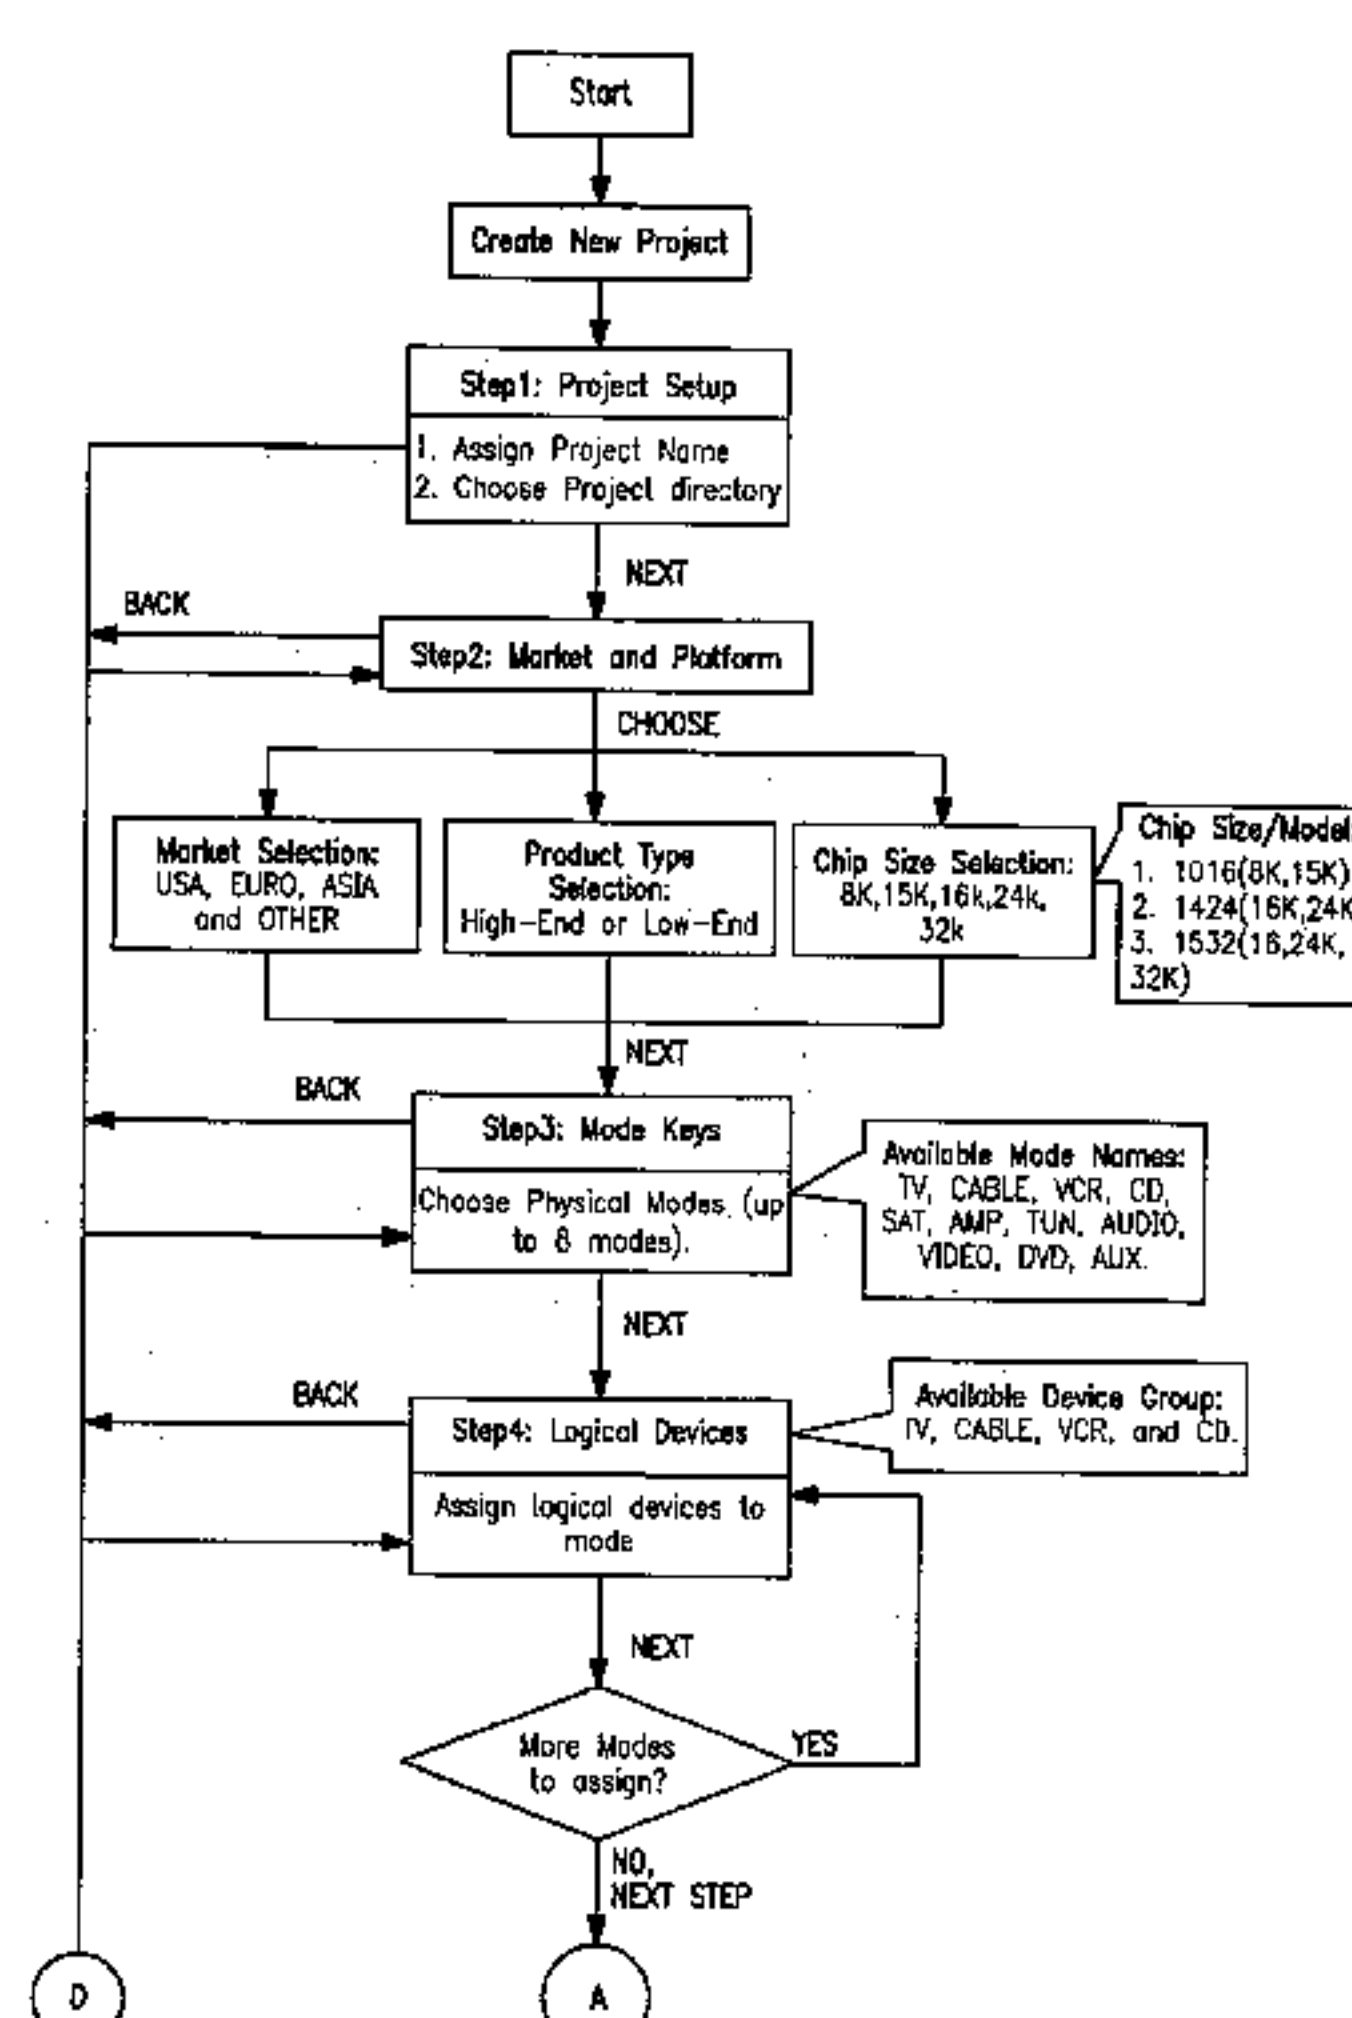 Start
Create New Project
Step1: Project Setup
1. Assign Project Name
2. Choose Project directory
NEXT
BACK
Step2: Market and Platform
CHOOSE
Market Selection:
USA, EURO, ASIA
and OTHER
Product Type
Selection:
High-End or Low-End
Chip Size Selection:
8K,15K,16k,24k,
32k
Chip Size/Model:
1. 1016(8K,15K)
2. 1424(16K,24K
3. 1532(16,24K,
32K)
NEXT
BACK
Step3: Mode Keys
Choose Physical Modes. (up
to 8 modes).
Available Mode Names:
TV, CABLE, VCR, CD,
SAT, AMP, TUN, AUDIO,
VIDEO, DVD, AUX.
NEXT
BACK
Step4: Logical Devices
Assign logical devices to
mode
Available Device Group:
TV, CABLE, VCR, and CD.
NEXT
More Modes
to assign?
YES
NO,
NEXT STEP
D
A